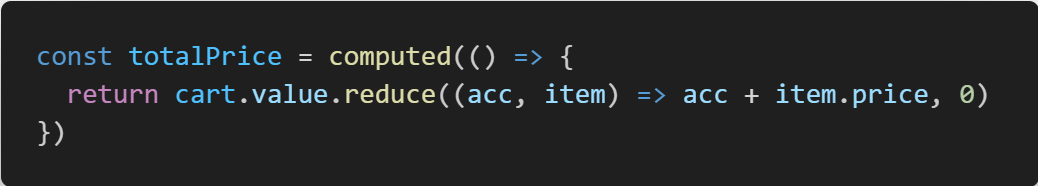 const totalPrice = computed(() => {
  return cart.value.reduce((acc, item) => acc + item.price, 0)
})